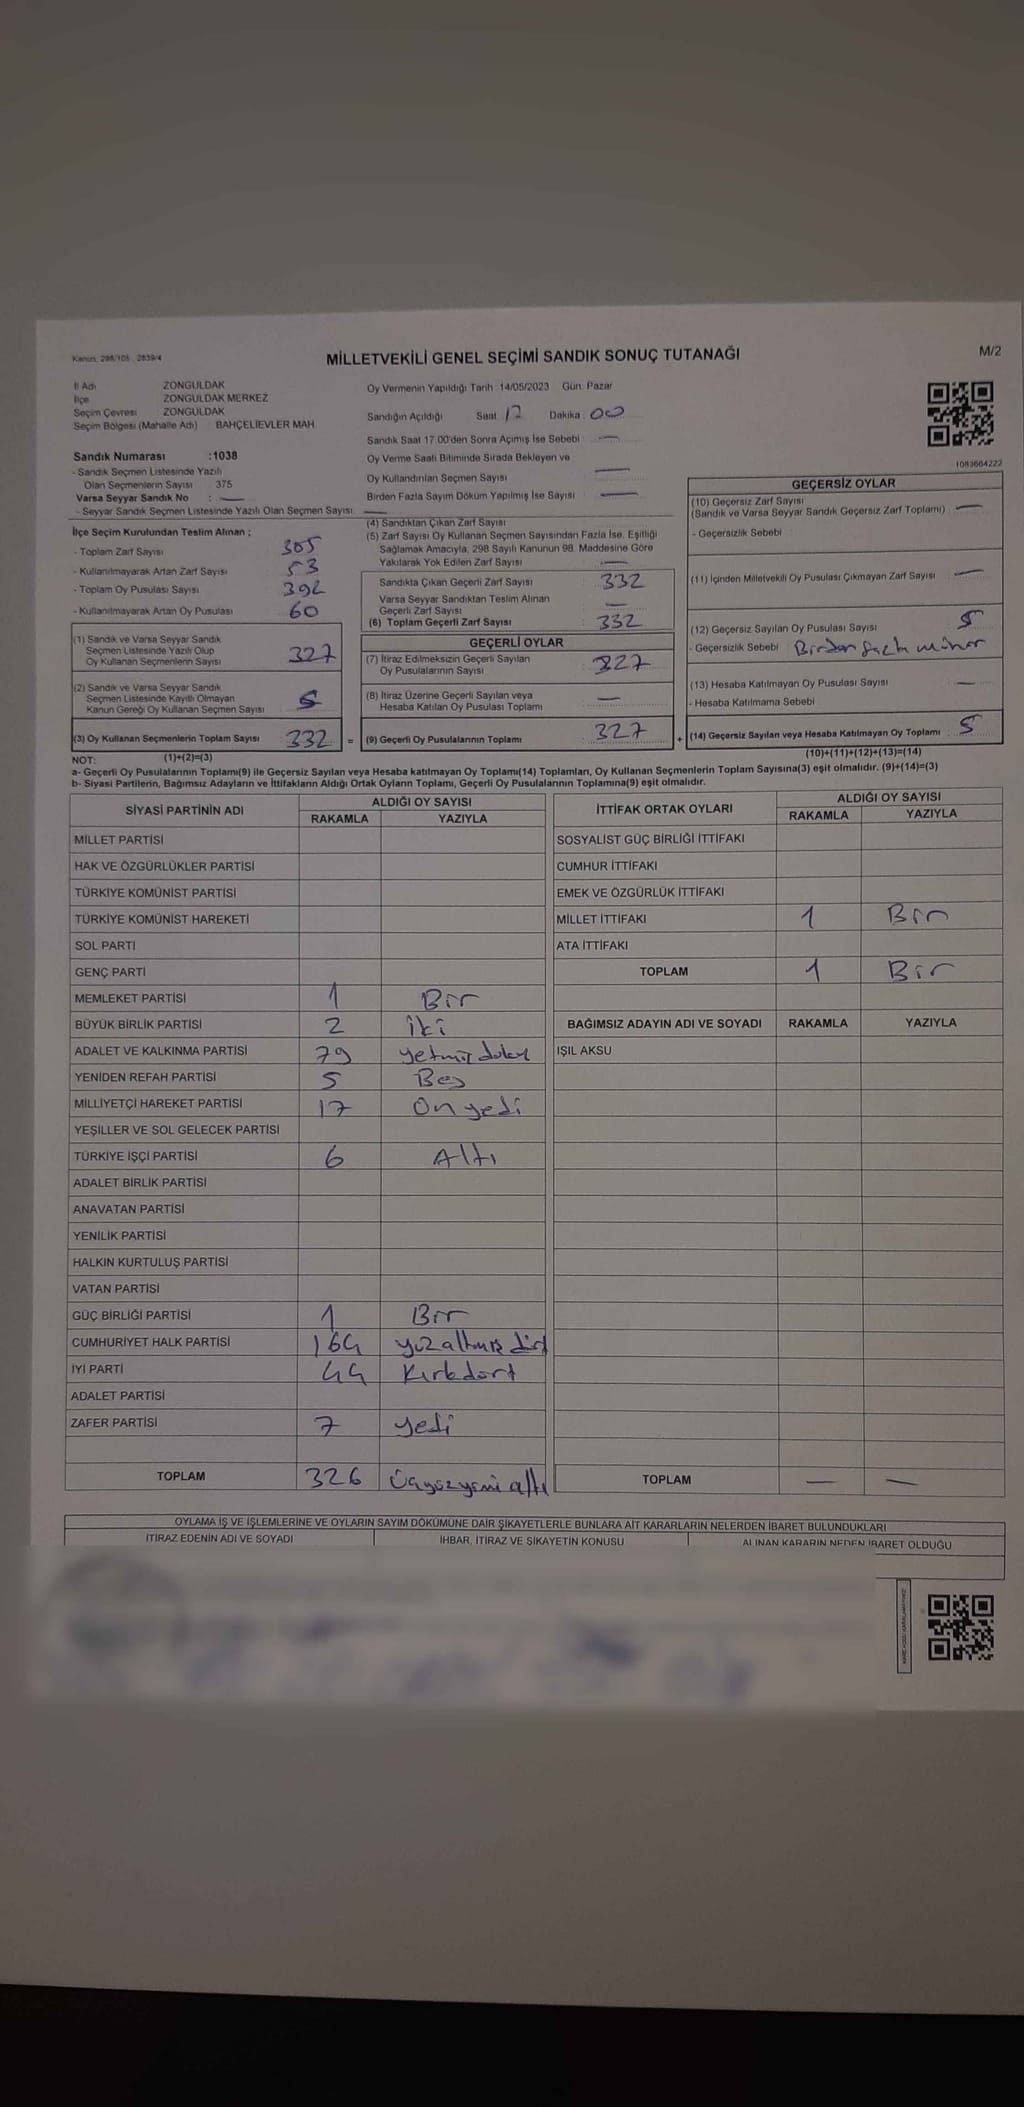 Kanun, 298/105 , 2839/4
MİLLETVEKİLİ GENEL SEÇİMİ SANDIK SONUÇ TUTANAĞI
M/2
İl Adı ZONGULDAK
İlçe ZONGULDAK MERKEZ
Seçim Çevresi ZONGULDAK
Seçim Bölgesi (Mahalle Adı) BAHÇELİEVLER MAH.
Sandık Numarası :1038
- Sandık Seçmen Listesinde Yazılı
Olan Seçmenlerin Sayısı 375
Varsa Seyyar Sandık No : —
- Seyyar Sandık Seçmen Listesinde Yazılı Olan Seçmen Sayısı: —
Oy Vermenin Yapıldığı Tarih :14/05/2023 Gün: Pazar
Sandığın Açıldığı Saat: 17 Dakika: 00
Sandık Saat 17.00'den Sonra Açımış İse Sebebi : —
Oy Verme Saati Bitiminde Sırada Bekleyen ve
Oy Kullandırılan Seçmen Sayısı —
Birden Fazla Sayım Döküm Yapılmış İse Sayısı —
1083664222
İlçe Seçim Kurulundan Teslim Alınan ;
- Toplam Zarf Sayısı 385
- Kullanılmayarak Artan Zarf Sayısı 53
- Toplam Oy Pusulası Sayısı 392
- Kullanılmayarak Artan Oy Pusulası 60
(1) Sandık ve Varsa Seyyar Sandık
Seçmen Listesinde Yazılı Olup
Oy Kullanan Seçmenlerin Sayısı 327
(2) Sandık ve Varsa Seyyar Sandık
Seçmen Listesinde Kayıtlı Olmayan
Kanun Gereği Oy Kullanan Seçmen Sayısı 5
(3) Oy Kullanan Seçmenlerin Toplam Sayısı 332 =
(4) Sandıktan Çıkan Zarf Sayısı
(5) Zarf Sayısı Oy Kullanan Seçmen Sayısından Fazla İse, Eşitliği
Sağlamak Amacıyla, 298 Sayılı Kanunun 98. Maddesine Göre
Yakılarak Yok Edilen Zarf Sayısı —
Sandıkta Çıkan Geçerli Zarf Sayısı 332
Varsa Seyyar Sandıktan Teslim Alınan
Geçerli Zarf Sayısı —
(6) Toplam Geçerli Zarf Sayısı 332
GEÇERLİ OYLAR
(7) İtiraz Edilmeksizin Geçerli Sayılan
Oy Pusulalarının Sayısı 327
(8) İtiraz Üzerine Geçerli Sayılan veya
Hesaba Katılan Oy Pusulası Toplamı —
(9) Geçerli Oy Pusulalarının Toplamı 327 +
GEÇERSİZ OYLAR
(10) Geçersiz Zarf Sayısı
(Sandık ve Varsa Seyyar Sandık Geçersiz Zarf Toplamı) —
- Geçersizlik Sebebi
(11) İçinden Milletvekili Oy Pusulası Çıkmayan Zarf Sayısı —
(12) Geçersiz Sayılan Oy Pusulası Sayısı 5
- Geçersizlik Sebebi Birden fazla mühür
(13) Hesaba Katılmayan Oy Pusulası Sayısı —
- Hesaba Katılmama Sebebi
(14) Geçersiz Sayılan veya Hesaba Katılmayan Oy Toplamı 5
NOT: (1)+(2)=(3) (10)+(11)+(12)+(13)=(14)
a- Geçerli Oy Pusulalarının Toplamı(9) ile Geçersiz Sayılan veya Hesaba katılmayan Oy Toplamı(14) Toplamları, Oy Kullanan Seçmenlerin Toplam Sayısına(3) eşit olmalıdır. (9)+(14)=(3)
b- Siyasi Partilerin, Bağımsız Adayların ve İttifakların Aldığı Ortak Oyların Toplamı, Geçerli Oy Pusulalarının Toplamına(9) eşit olmalıdır.
SİYASİ PARTİNİN ADI ALDIĞI OY SAYISI
RAKAMLA YAZIYLA
MİLLET PARTİSİ
HAK VE ÖZGÜRLÜKLER PARTİSİ
TÜRKİYE KOMÜNİST PARTİSİ
TÜRKİYE KOMÜNİST HAREKETİ
SOL PARTİ
GENÇ PARTİ
MEMLEKET PARTİSİ 1 Bir
BÜYÜK BİRLİK PARTİSİ 2 İki
ADALET VE KALKINMA PARTİSİ 79 yetmiş dokuz
YENİDEN REFAH PARTİSİ 5 Beş
MİLLİYETÇİ HAREKET PARTİSİ 17 On yedi
YEŞİLLER VE SOL GELECEK PARTİSİ
TÜRKİYE İŞÇİ PARTİSİ 6 Altı
ADALET BİRLİK PARTİSİ
ANAVATAN PARTİSİ
YENİLİK PARTİSİ
HALKIN KURTULUŞ PARTİSİ
VATAN PARTİSİ
GÜÇ BİRLİĞİ PARTİSİ 1 Bir
CUMHURİYET HALK PARTİSİ 164 yüzaltmış dört
İYİ PARTİ 44 Kırkdört
ADALET PARTİSİ
ZAFER PARTİSİ 7 yedi
TOPLAM 326 Üçyüzyirmi altı
İTTİFAK ORTAK OYLARI ALDIĞI OY SAYISI
RAKAMLA YAZIYLA
SOSYALİST GÜÇ BİRLİĞİ İTTİFAKI
CUMHUR İTTİFAKI
EMEK VE ÖZGÜRLÜK İTTİFAKI
MİLLET İTTİFAKI 1 Bir
ATA İTTİFAKI
TOPLAM 1 Bir
BAĞIMSIZ ADAYIN ADI VE SOYADI RAKAMLA YAZIYLA
IŞIL AKSU
TOPLAM — —
OYLAMA İŞ VE İŞLEMLERİNE VE OYLARIN SAYIM DÖKÜMÜNE DAİR ŞİKAYETLERLE BUNLARA AİT KARARLARIN NELERDEN İBARET BULUNDUKLARI
İTİRAZ EDENİN ADI VE SOYADI İHBAR, İTİRAZ VE ŞİKAYETİN KONUSU ALINAN KARARIN NEDEN İBARET OLDUĞU